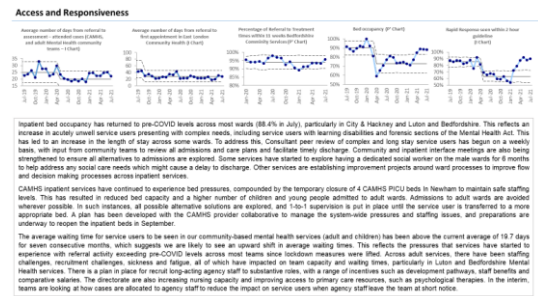 Access and Responsiveness
Average number of days from referral to
assessment - attended cases (CAMHS,
and adult Mental Health community
teams – I Chart)
Average number of days from referral to
first appointment in East London
Community Health (I Chart)
Percentage of Referral to Treatment
Community Services (P Chart)
Bed occupancy (P' Chart)
Rapid Response seen within 2 hour
guideline
(I Chart)
Inpatient bed occupancy has returned to pre-COVID levels across most wards (88.4% in July), particularly in City & Hackney and Luton and Bedfordshire. This reflects an
increase in acutely unwell service users presenting with complex needs, including service users with learning disabilities and forensic sections of the Mental Health Act. This
has led to an increase in the length of stay across some wards. To address this, Consultant peer review of complex and long stay service users has begun on a weekly
basis, with input from community teams to review all admissions and care plans and facilitate timely discharge. Community and inpatient interface meetings are also being
strengthened to ensure all alternatives to admissions are explored. Some services have started to explore having a dedicated social worker on the male wards for 6 months
to help address any social care needs which might cause a delay to discharge. Other services are establishing improvement projects around ward processes to improve flow
and decision making processes across inpatient services.
CAMHS inpatient services have continued to experience bed pressures, compounded by the temporary closure of 4 CAMHS PICU beds in Newham to maintain safe staffing
levels. This has resulted in reduced bed capacity and a higher number of children and young people admitted to adult wards. Admissions to adult wards are avoided
wherever possible. In such instances, all possible alternative solutions are explored, and 1-to-1 supervision is put in place until the service user is transferred to a more
appropriate bed. A plan has been developed with the CAMHS provider collaborative to manage the system-wide pressures and staffing issues, and preparations are
underway to reopen the inpatient beds in September.
The average waiting time for service users to be seen in our community-based mental health services (adult and children) has been above the current average of 19.7 days
for seven consecutive months, which suggests we are likely to see an upward shift in average waiting times. This reflects the pressures that services have started to
experience with referral activity exceeding pre-COVID levels across most teams since lockdown measures were lifted. Across adult services, there have been staffing
challenges, recruitment challenges, sickness and fatigue, all of which have impacted on team capacity and waiting times, particularly in Luton and Bedfordshire Mental
Health services. There is a plan in place for recruit long-acting agency staff to substantive roles, with a range of incentives such as development pathways, staff benefits and
comparative salaries. The directorate are also increasing nursing capacity and improving access to primary care resources, such as psychological therapies. In the interim,
teams are looking at how cases are allocated to agency staff to reduce the impact on service users when agency staff leave the team at short notice.